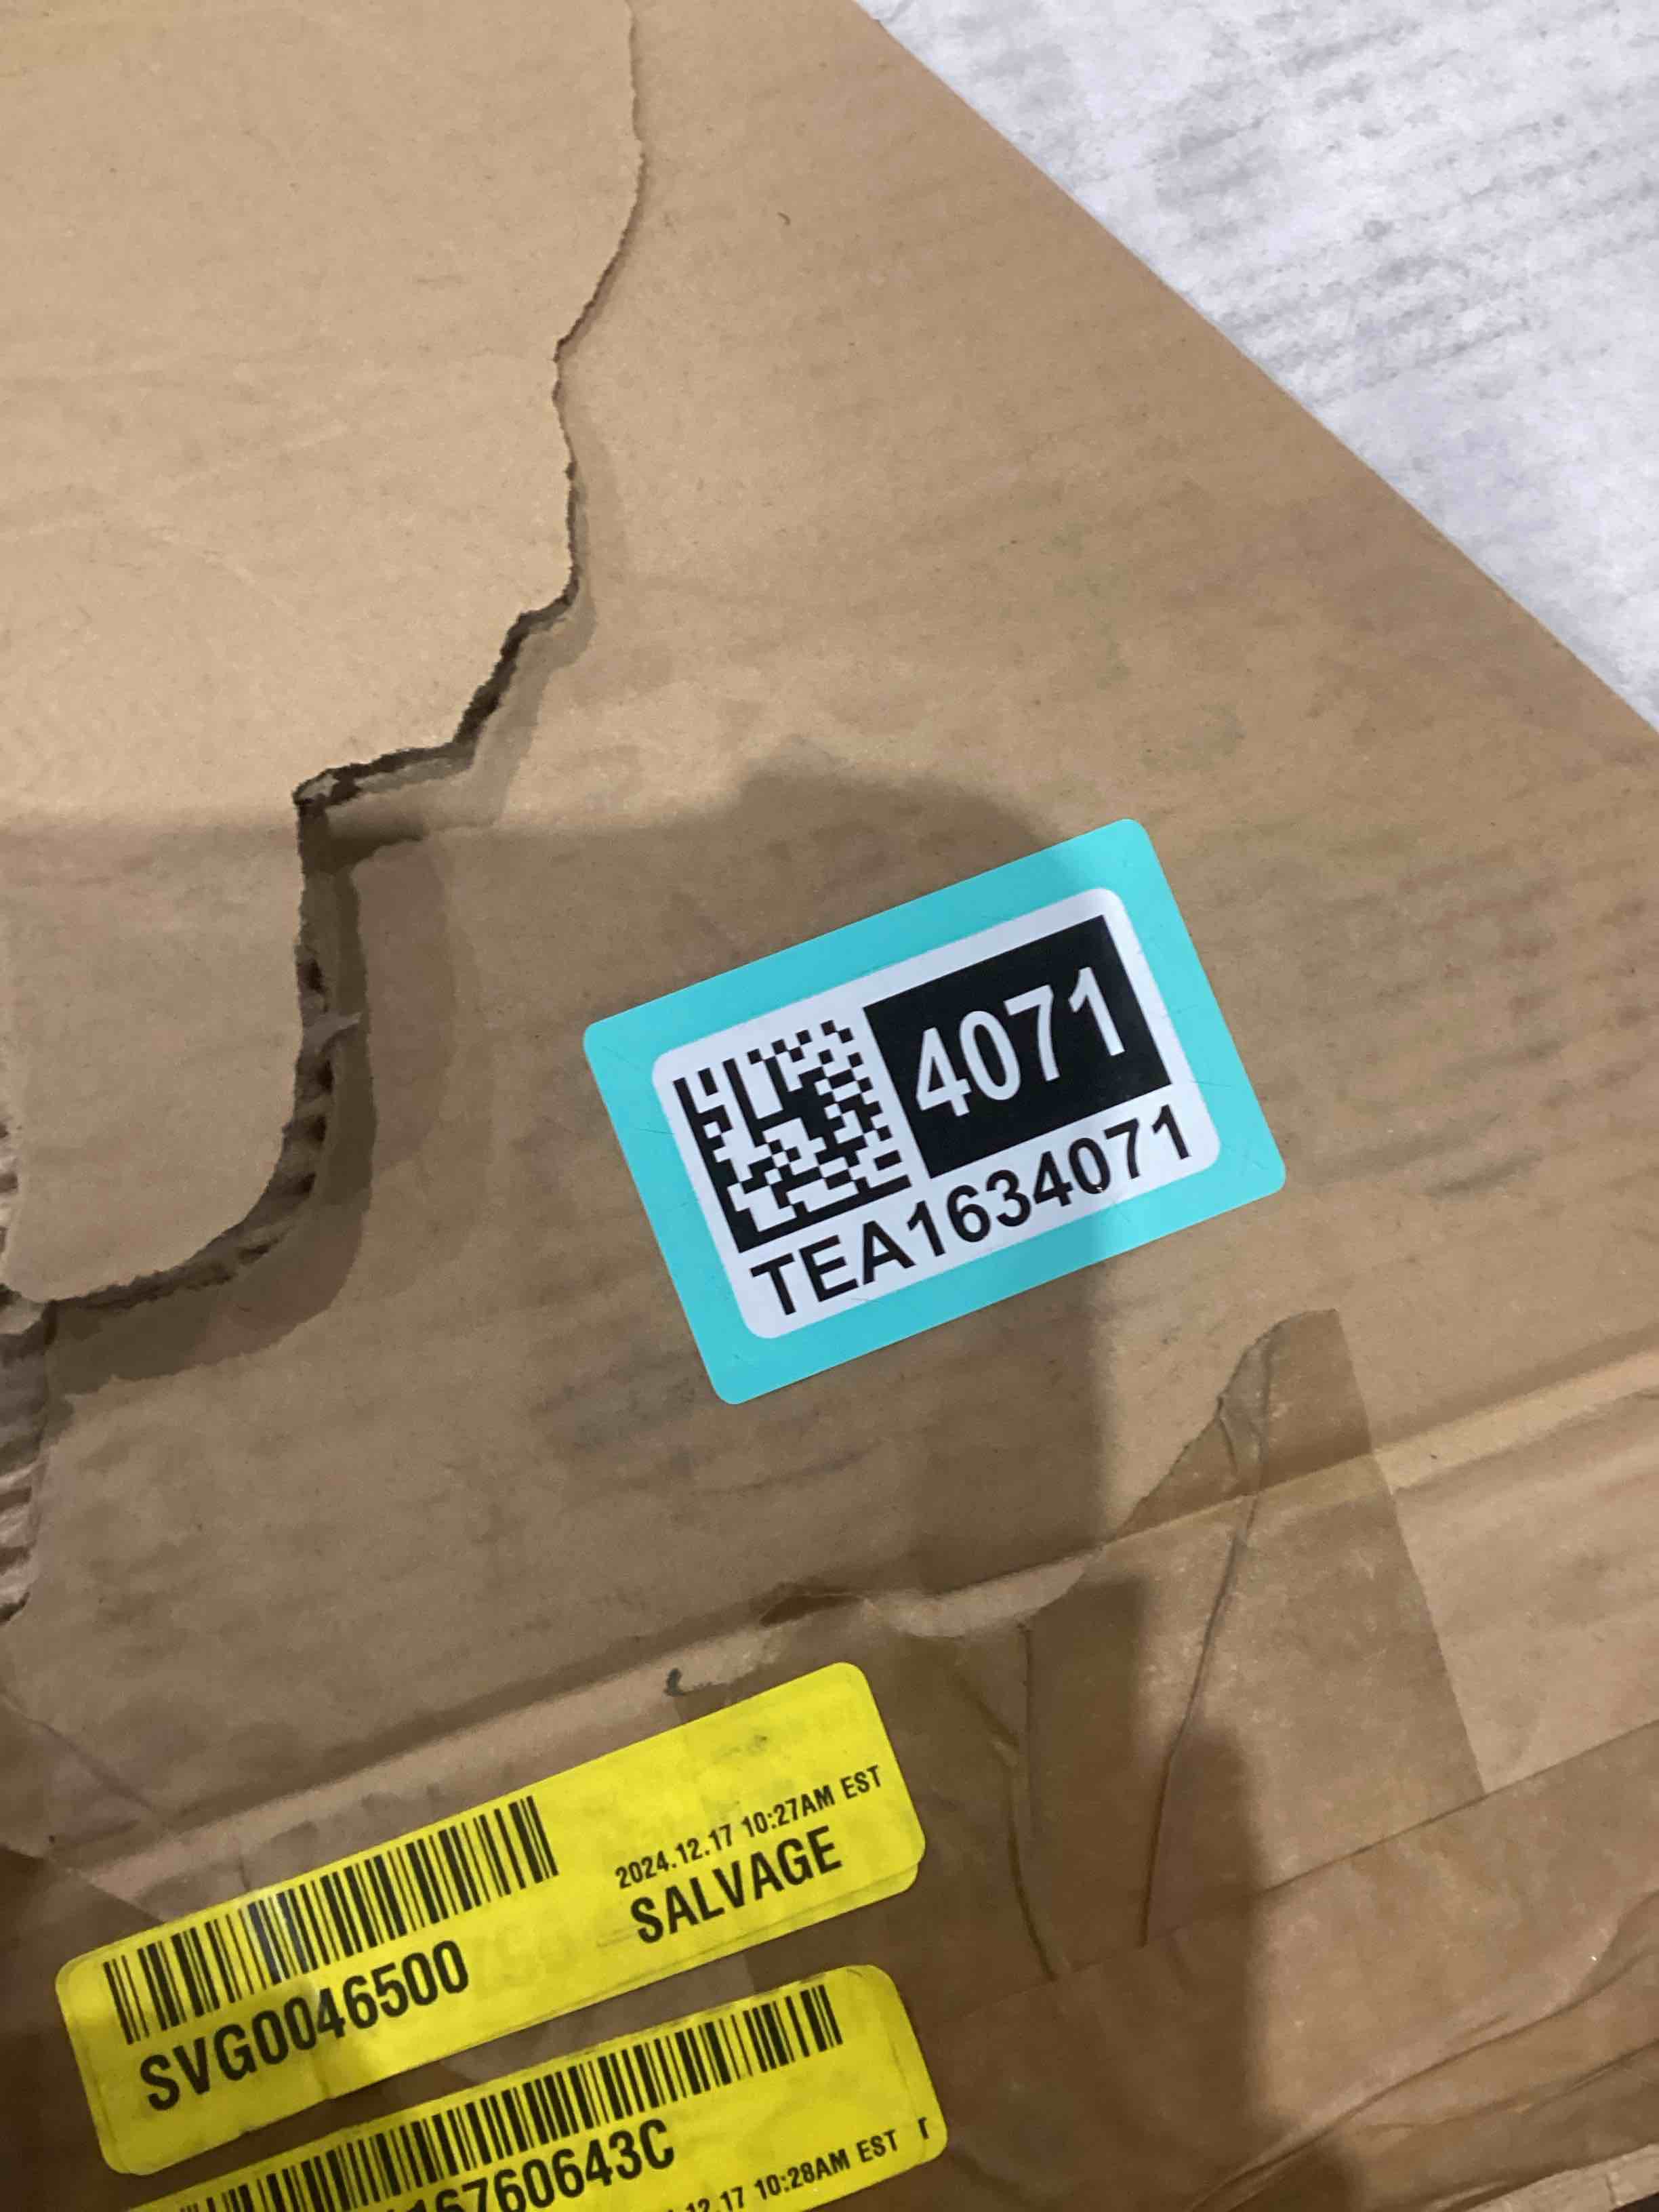 4071
TEA1634071
2024.12.17 10:27AM EST
SALVAGE
SVG0046500
16760643C
12.17 10:28AM EST